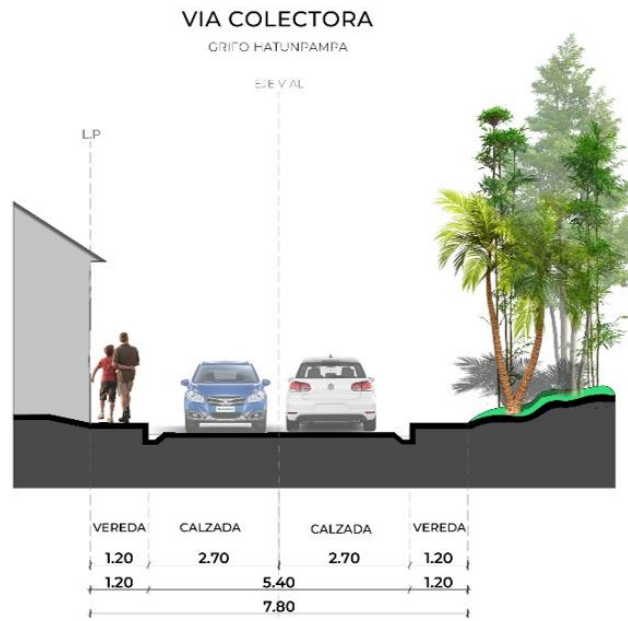 VIA COLECTORA
GRIFO HATUNPAMPA
EJE VIAL
L.P
VEREDA CALZADA CALZADA VEREDA
1.20 2.70 2.70 1.20
1.20 5.40 1.20
7.80